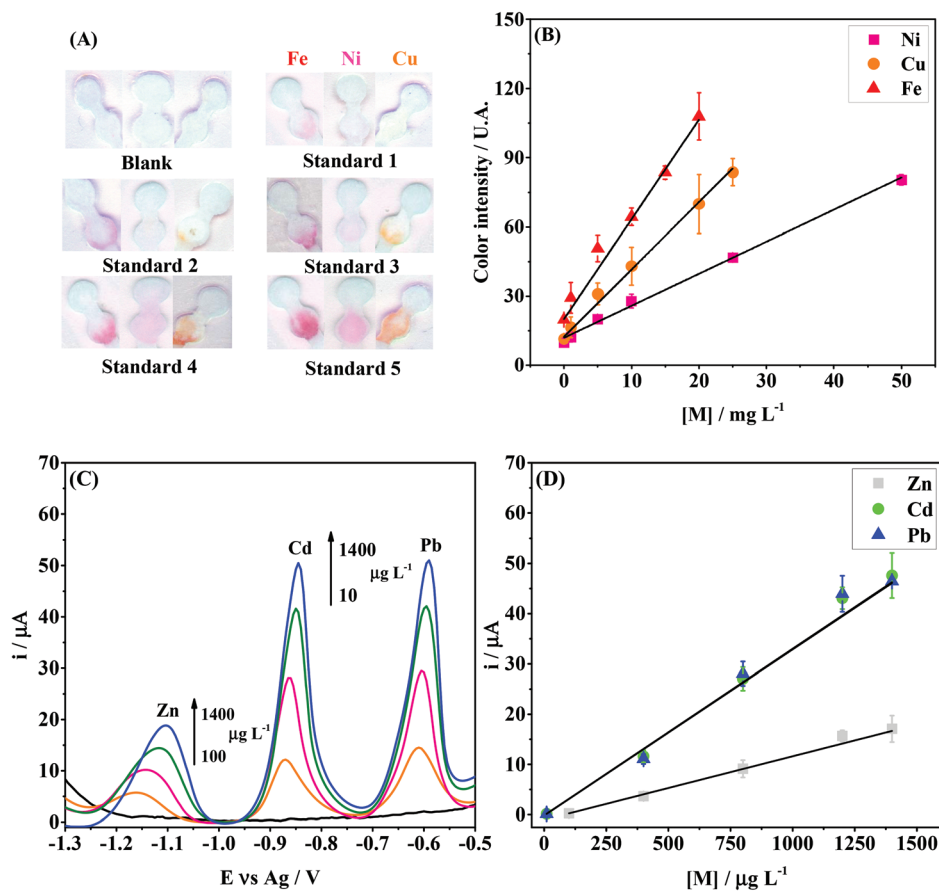 (A)
Fe Ni Cu
Blank
Standard 1
Standard 2
Standard 3
Standard 4
Standard 5
(B)
Ni
Cu
Fe
150
120
90
60
30
0
Color intensity / U.A.
0 10 20 30 40 50
[M] / mg L⁻¹
(C)
70
60
50
40
30
20
10
0
i / µA
Zn
1400
µg L⁻¹
100
Cd
1400
µg L⁻¹
10
Pb
-1.3 -1.2 -1.1 -1.0 -0.9 -0.8 -0.7 -0.6 -0.5
E vs Ag / V
(D)
Zn
Cd
Pb
70
60
50
40
30
20
10
0
i / µA
0 250 500 750 1000 1250 1500
[M] / µg L⁻¹